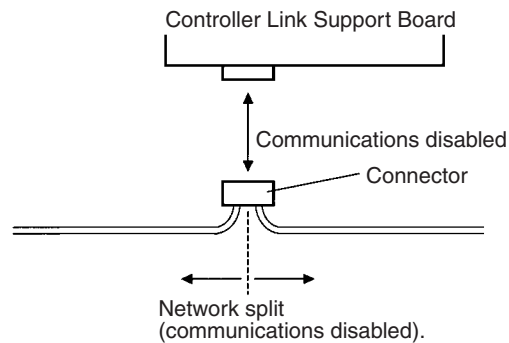 Controller Link Support Board
Communications disabled
Connector
Network split
(communications disabled).